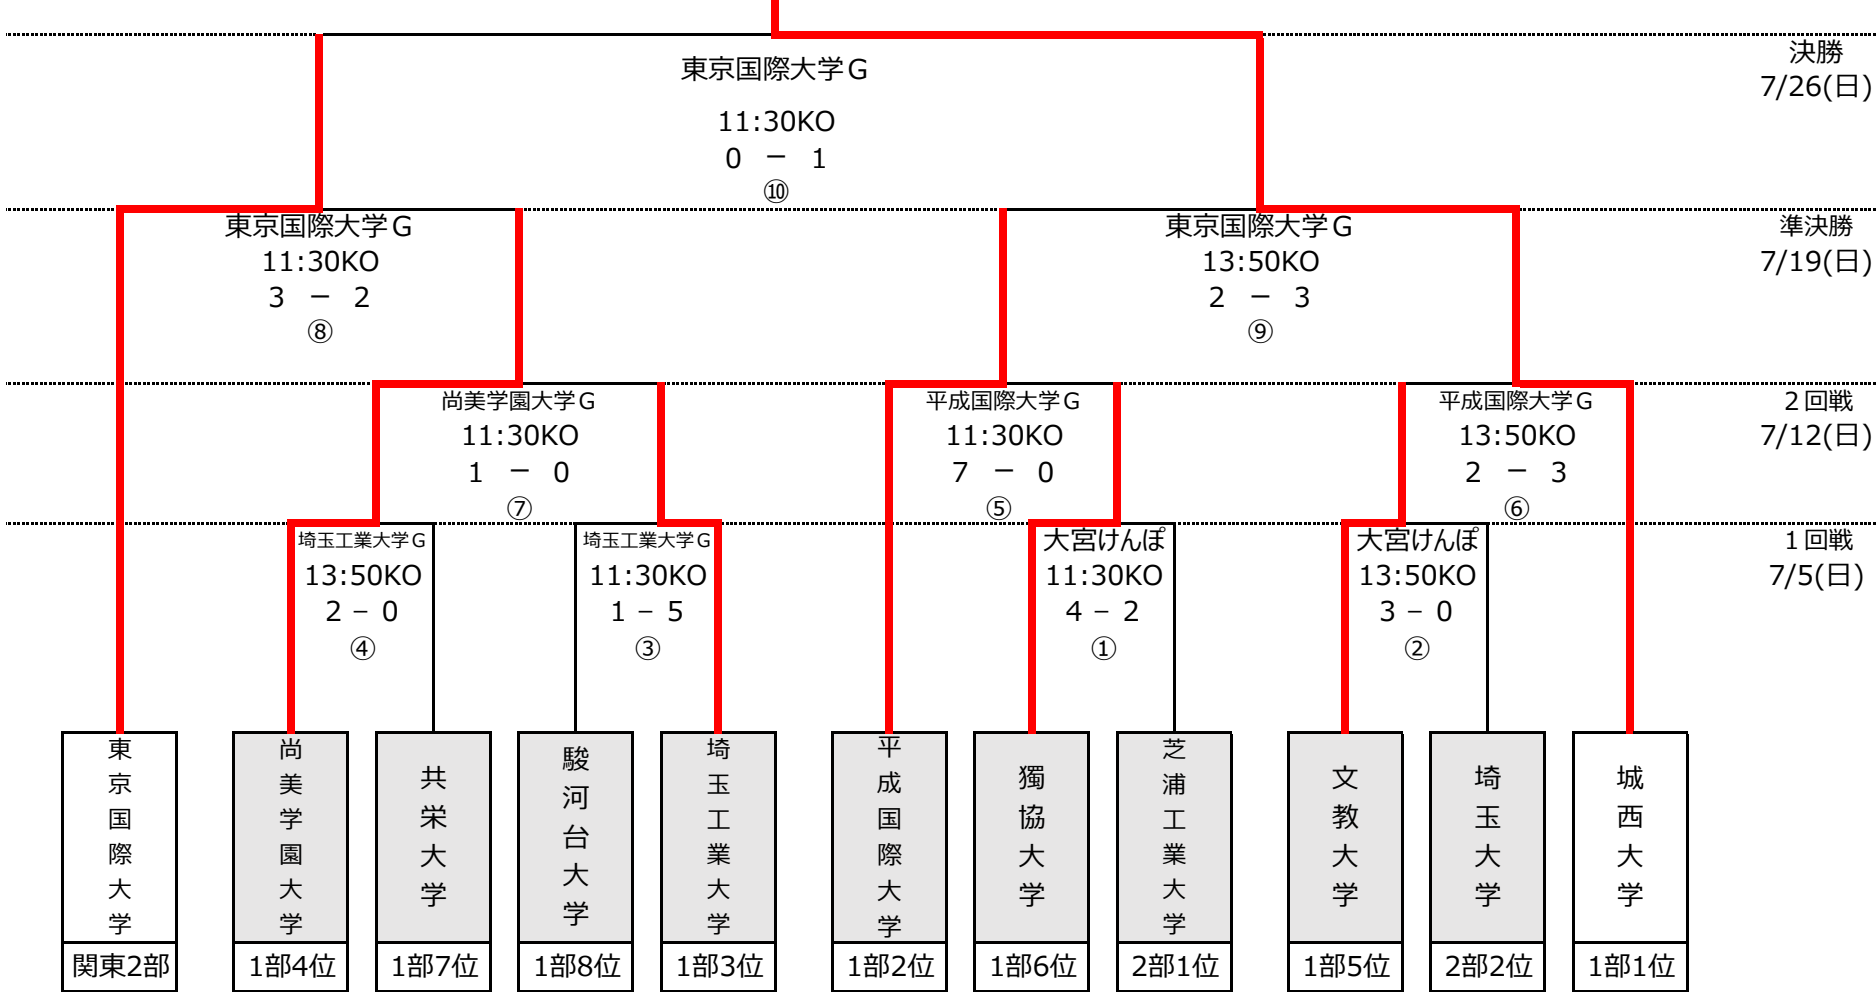 決勝
7/26(日)
東京国際大学G
11:30KO
0 － 1
⑩
準決勝
7/19(日)
東京国際大学G
11:30KO
3 － 2
⑧
東京国際大学G
13:50KO
2 － 3
⑨
２回戦
7/12(日)
尚美学園大学G
11:30KO
1 － 0
⑦
平成国際大学G
11:30KO
7 － 0
⑤
平成国際大学G
13:50KO
2 － 3
⑥
１回戦
7/5(日)
埼玉工業大学G
13:50KO
2 – 0
④
埼玉工業大学G
11:30KO
1 – 5
③
大宮けんぽ
11:30KO
4 – 2
①
大宮けんぽ
13:50KO
3 – 0
②
東京国際大学
関東2部
尚美学園大学
1部4位
共栄大学
1部7位
駿河台大学
1部8位
埼玉工業大学
1部3位
平成国際大学
1部2位
獨協大学
1部6位
芝浦工業大学
2部1位
文教大学
1部5位
埼玉大学
2部2位
城西大学
1部1位